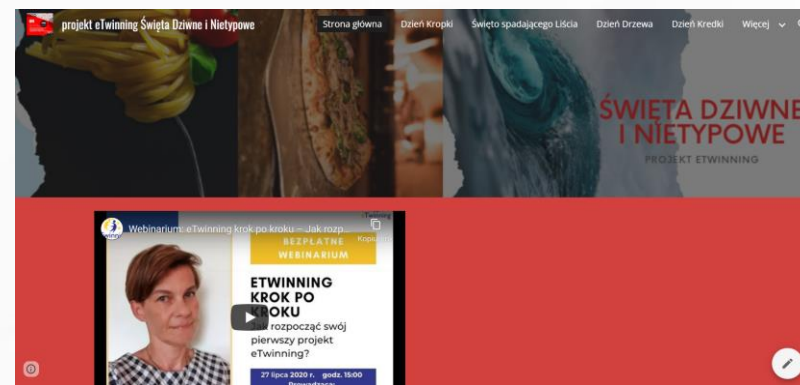 projekt eTwinning Święta Dziwne i Nietypowe
Strona główna Dzień Kropki Święto spadającego Liścia Dzień Drzewa Dzień Kredki Więcej
ŚWIĘTA DZIWNE
I NIETYPOWE
PROJEKT ETWINNING
Webinarium: eTwinning krok po kroku – Jak rozp...
BEZPŁATNE
WEBINARIUM
ETWINNING
KROK PO
KROKU
Jak rozpocząć swój
pierwszy projekt
eTwinning?
27 lipca 2020 r. godz. 15:00
Prowadząca: